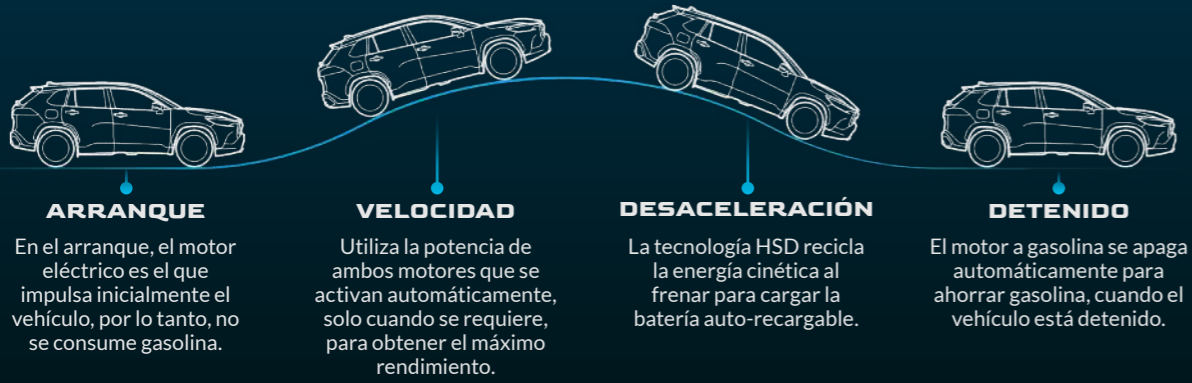 ARRANQUE
En el arranque, el motor
eléctrico es el que
impulsa inicialmente el
vehículo, por lo tanto, no
se consume gasolina.
VELOCIDAD
Utiliza la potencia de
ambos motores que se
activan automáticamente,
solo cuando se requiere,
para obtener el máximo
rendimiento.
DESACELERACIÓN
La tecnología HSD recicla
la energía cinética al
frenar para cargar la
batería auto-recargable.
DETENIDO
El motor a gasolina se apaga
automáticamente para
ahorrar gasolina, cuando el
vehículo está detenido.